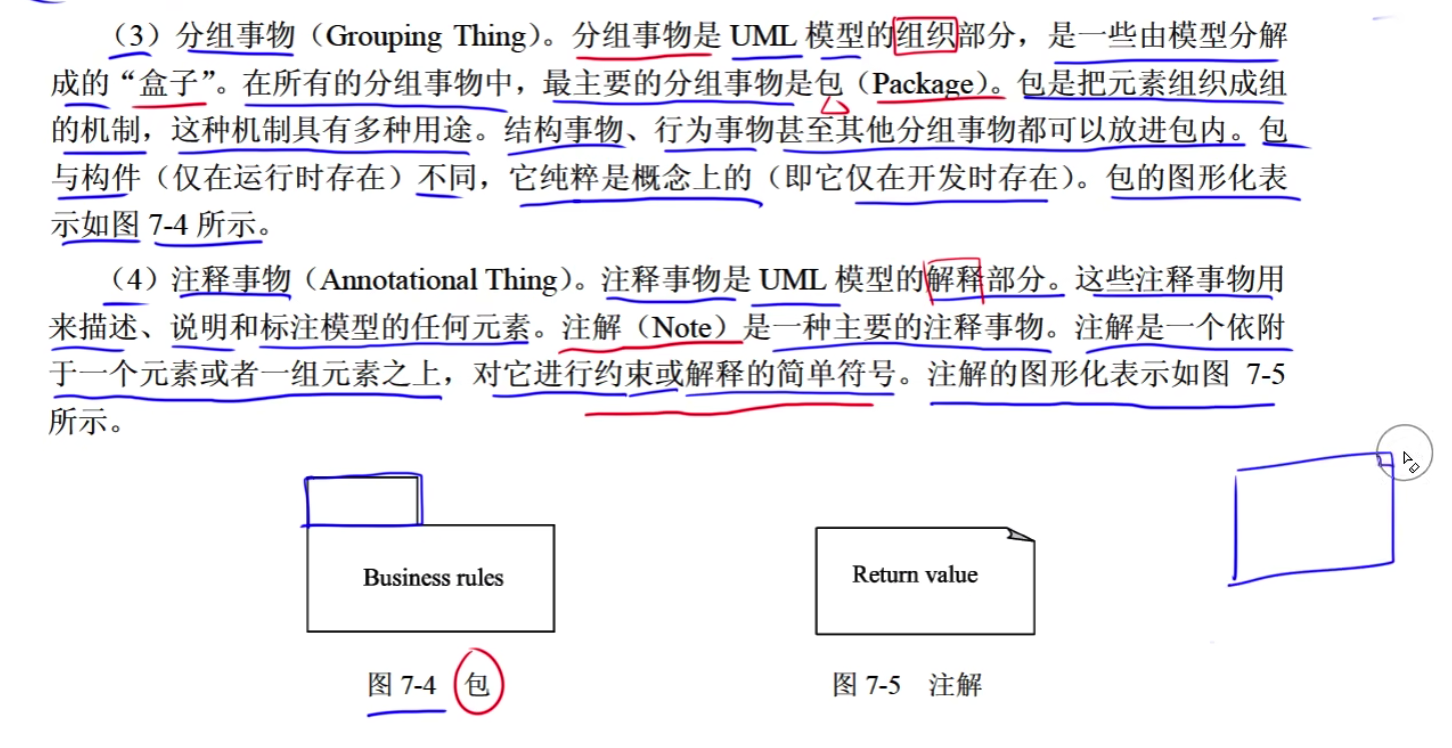 （3）分组事物（Grouping Thing）。分组事物是 UML 模型的组织部分，是一些由模型分解
成的“盒子”。在所有的分组事物中，最主要的分组事物是包（Package）。包是把元素组织成组
的机制，这种机制具有多种用途。结构事物、行为事物甚至其他分组事物都可以放进包内。包
与构件（仅在运行时存在）不同，它纯粹是概念上的（即它仅在开发时存在）。包的图形化表
示如图 7-4 所示。
（4）注释事物（Annotational Thing）。注释事物是 UML 模型的解释部分。这些注释事物用
来描述、说明和标注模型的任何元素。注解（Note）是一种主要的注释事物。注解是一个依附
于一个元素或者一组元素之上，对它进行约束或解释的简单符号。注解的图形化表示如图 7-5
所示。
Business rules
Return value
图 7-4 包
图 7-5 注解